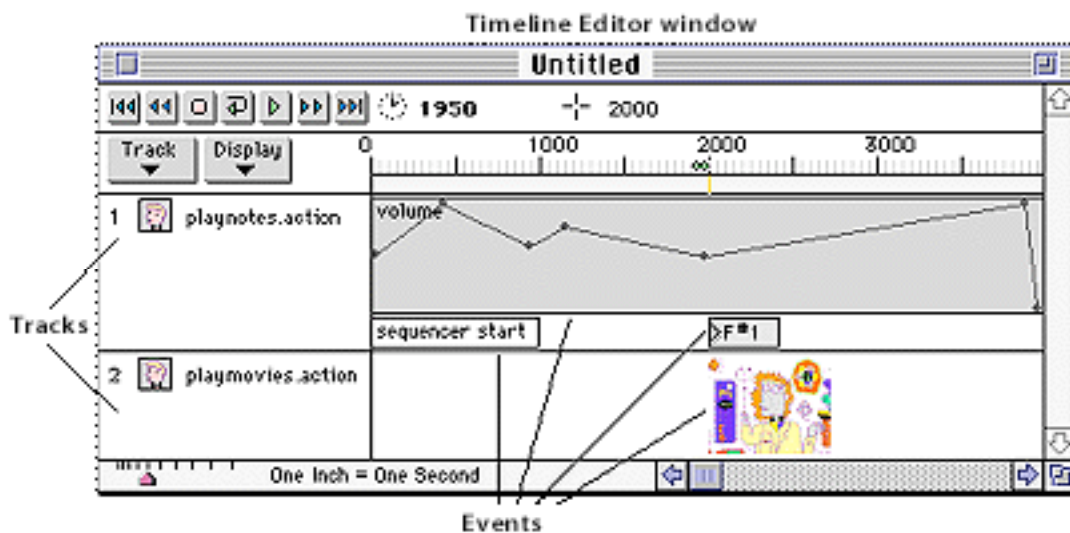 Timeline Editor window
Untitled
1950 2000
Track Display 0 1000 2000 3000
1 playnotes.action volume
Tracks
sequencer start >F#1
2 playmovies.action
One Inch = One Second
Events